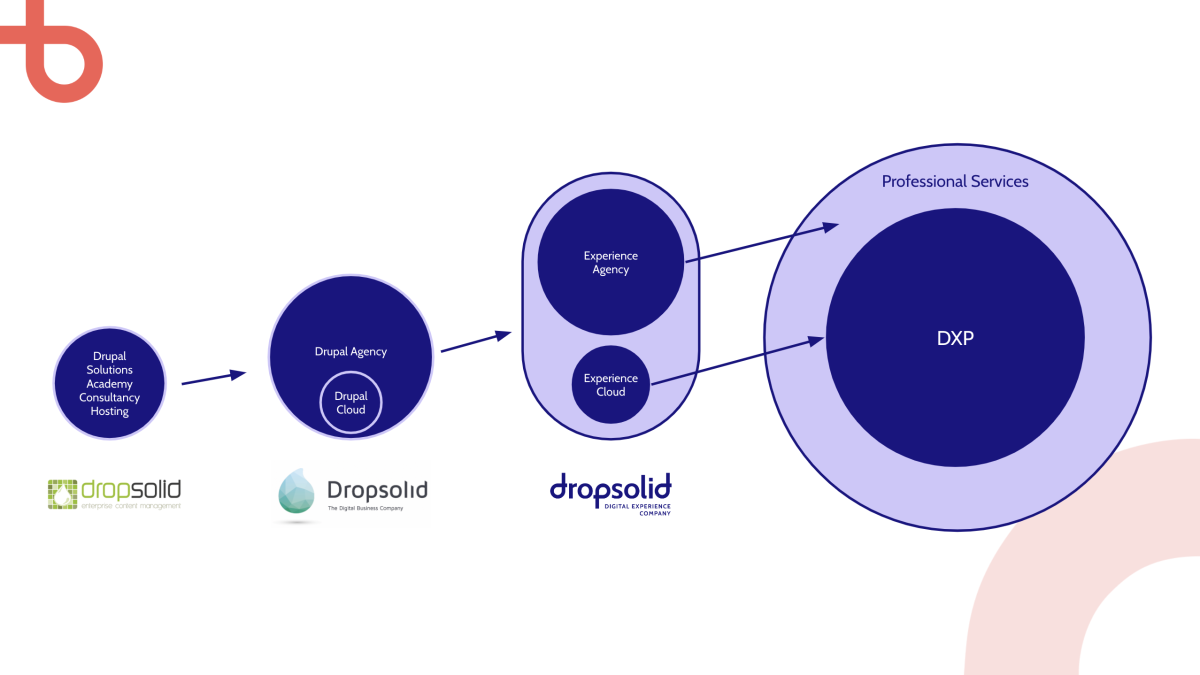 Drupal
Solutions
Academy
Consultancy
Hosting
Drupal Agency
Drupal
Cloud
Experience
Agency
Experience
Cloud
Professional Services
DXP
dropsolid
enterprise content management
Dropsolid
The Digital Business Company
dropsolid
DIGITAL EXPERIENCE
COMPANY